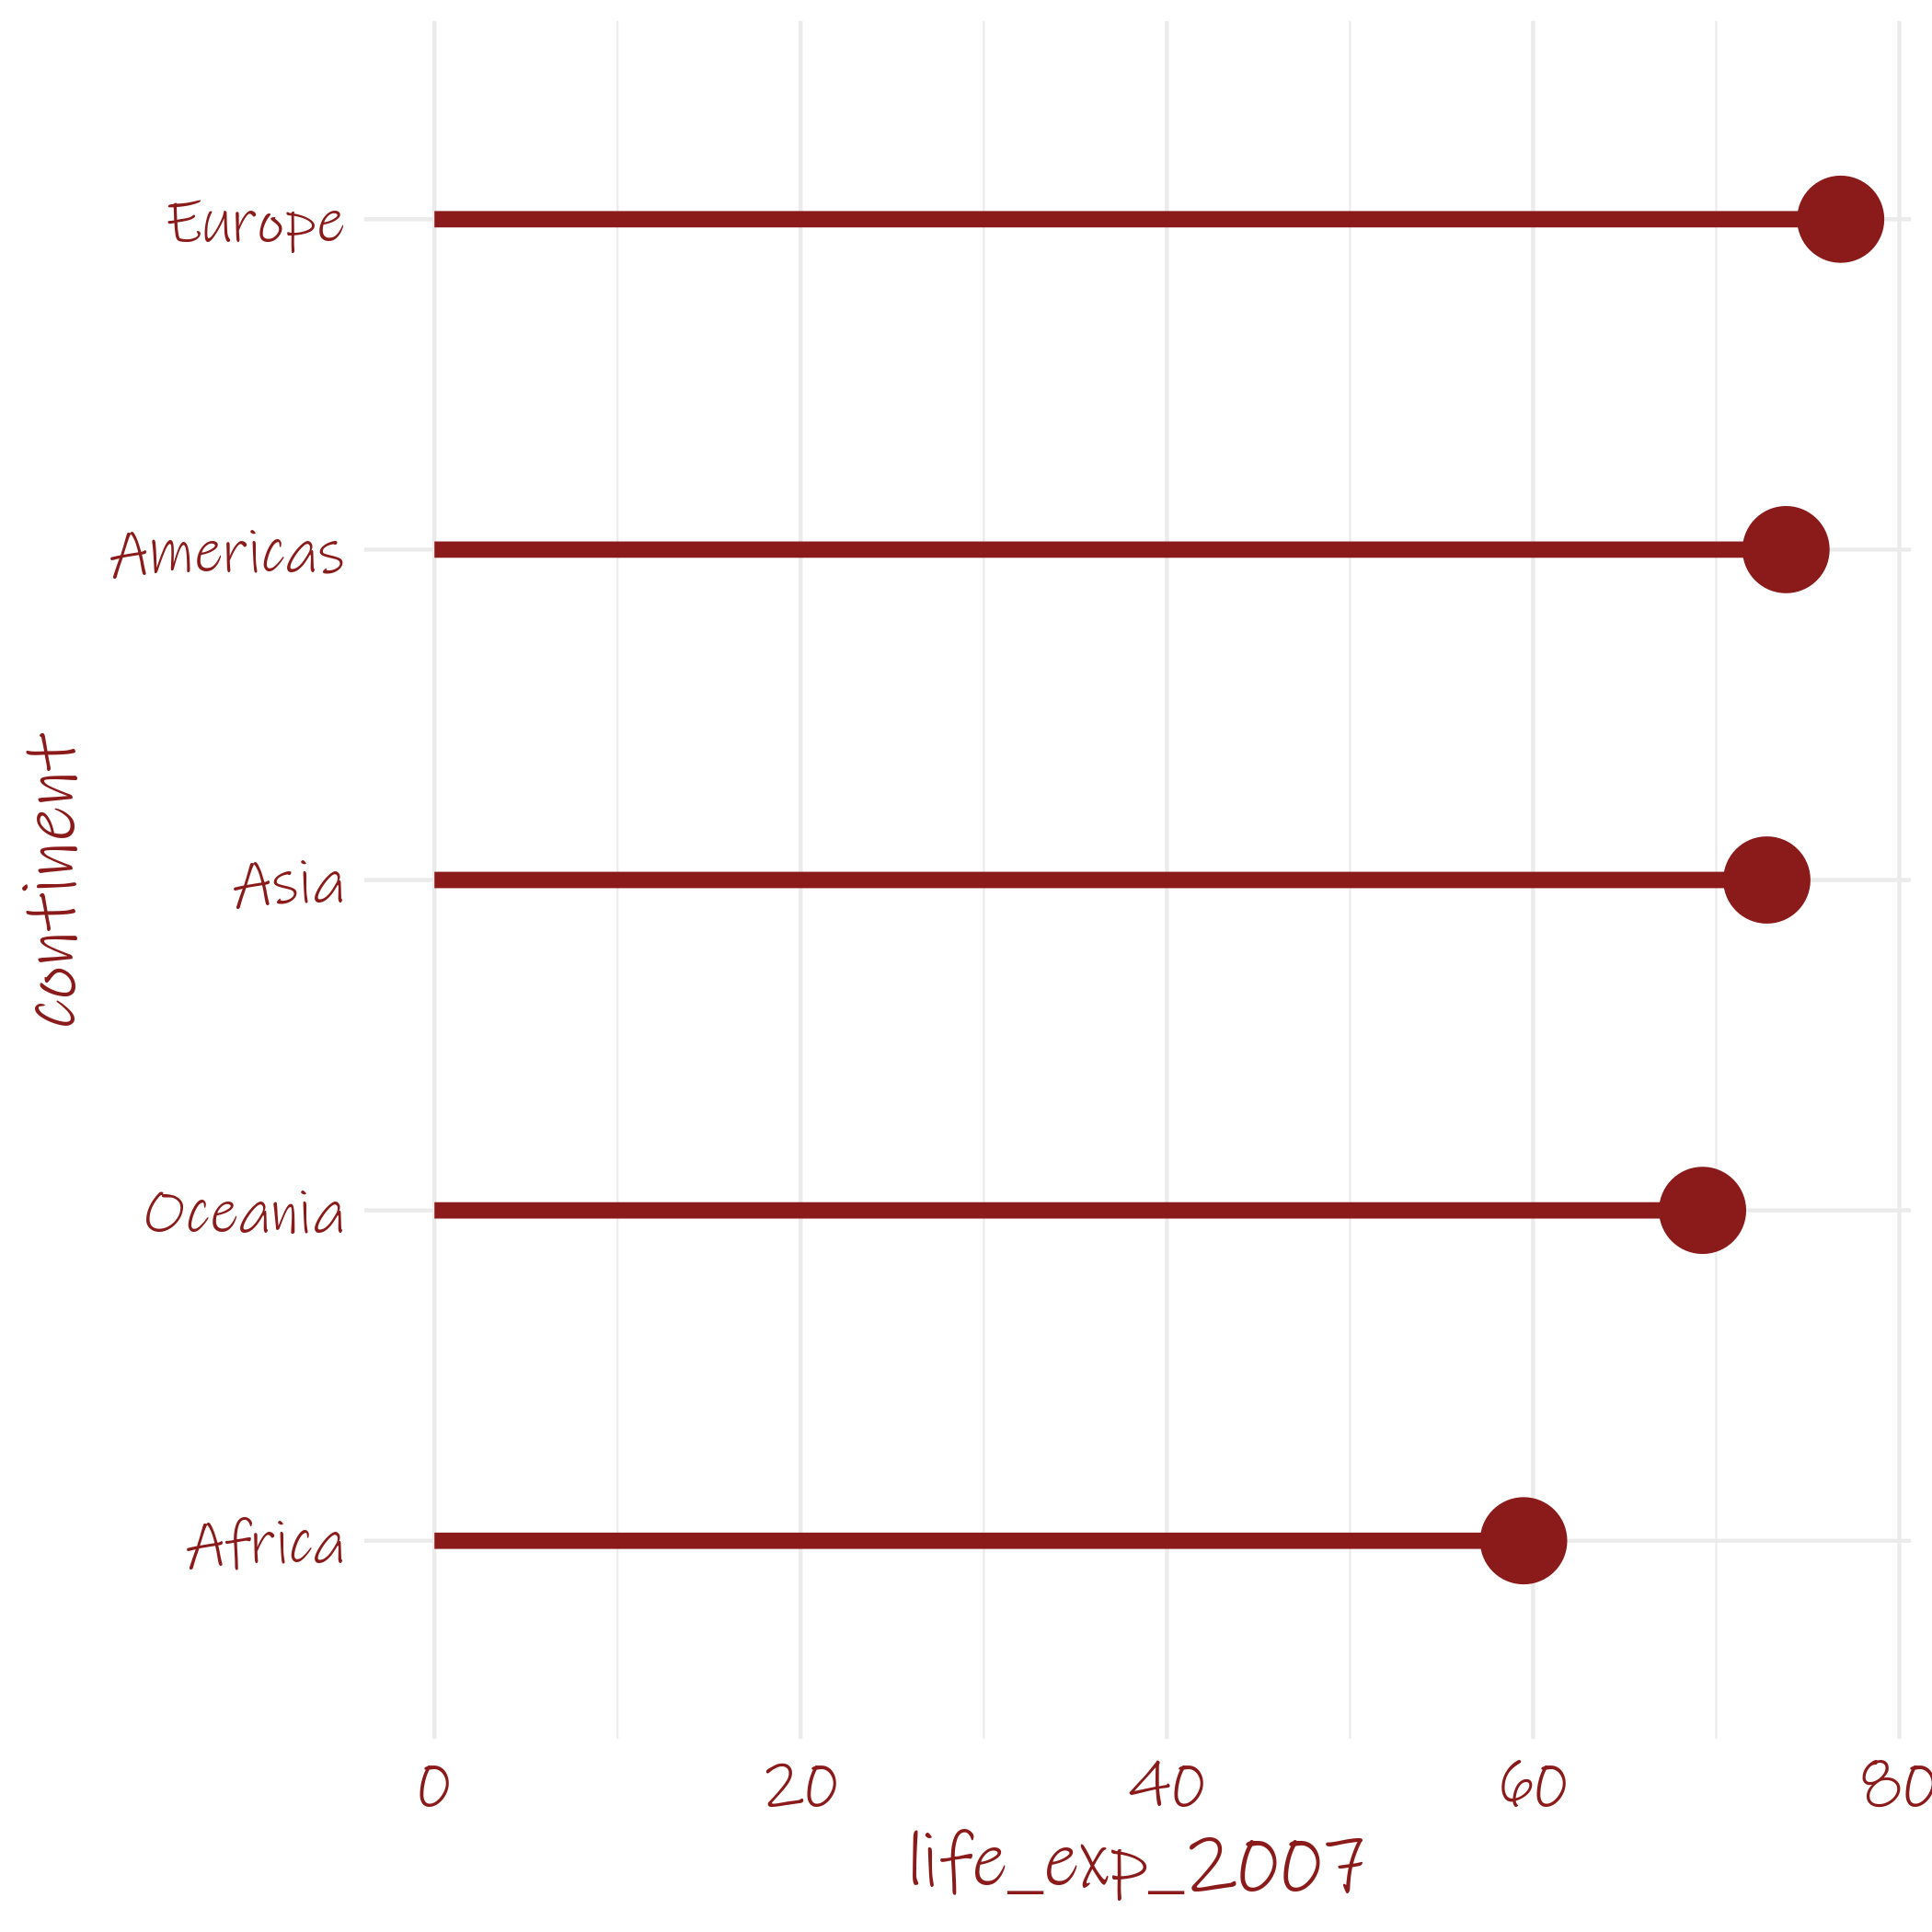 Europe
Americas
Asia
Oceania
Africa
continent
0 20 40 60 80
life_exp_2007